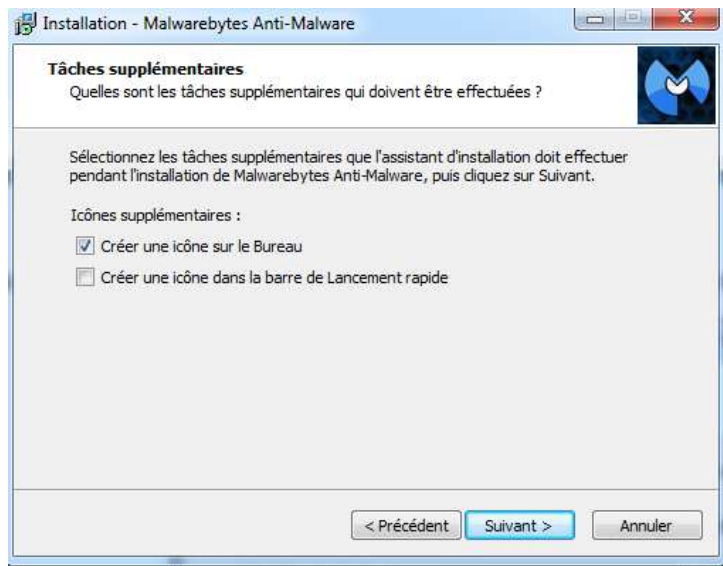 Installation - Malwarebytes Anti-Malware
Tâches supplémentaires
Quelles sont les tâches supplémentaires qui doivent être effectuées ?
Sélectionnez les tâches supplémentaires que l'assistant d'installation doit effectuer
pendant l'installation de Malwarebytes Anti-Malware, puis cliquez sur Suivant.
Icônes supplémentaires :
Créer une icône sur le Bureau
Créer une icône dans la barre de Lancement rapide
< Précédent Suivant > Annuler